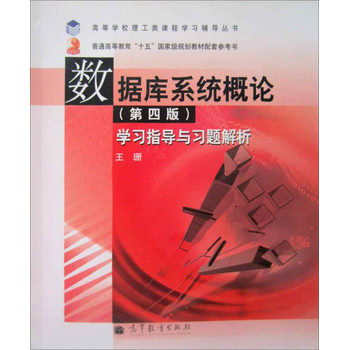 高等学校理工类课程学习辅导丛书
普通高等教育“十五”国家级规划教材配套参考书
数据库系统概论
(第四版)
学习指导与习题解析
王 珊
高等教育出版社